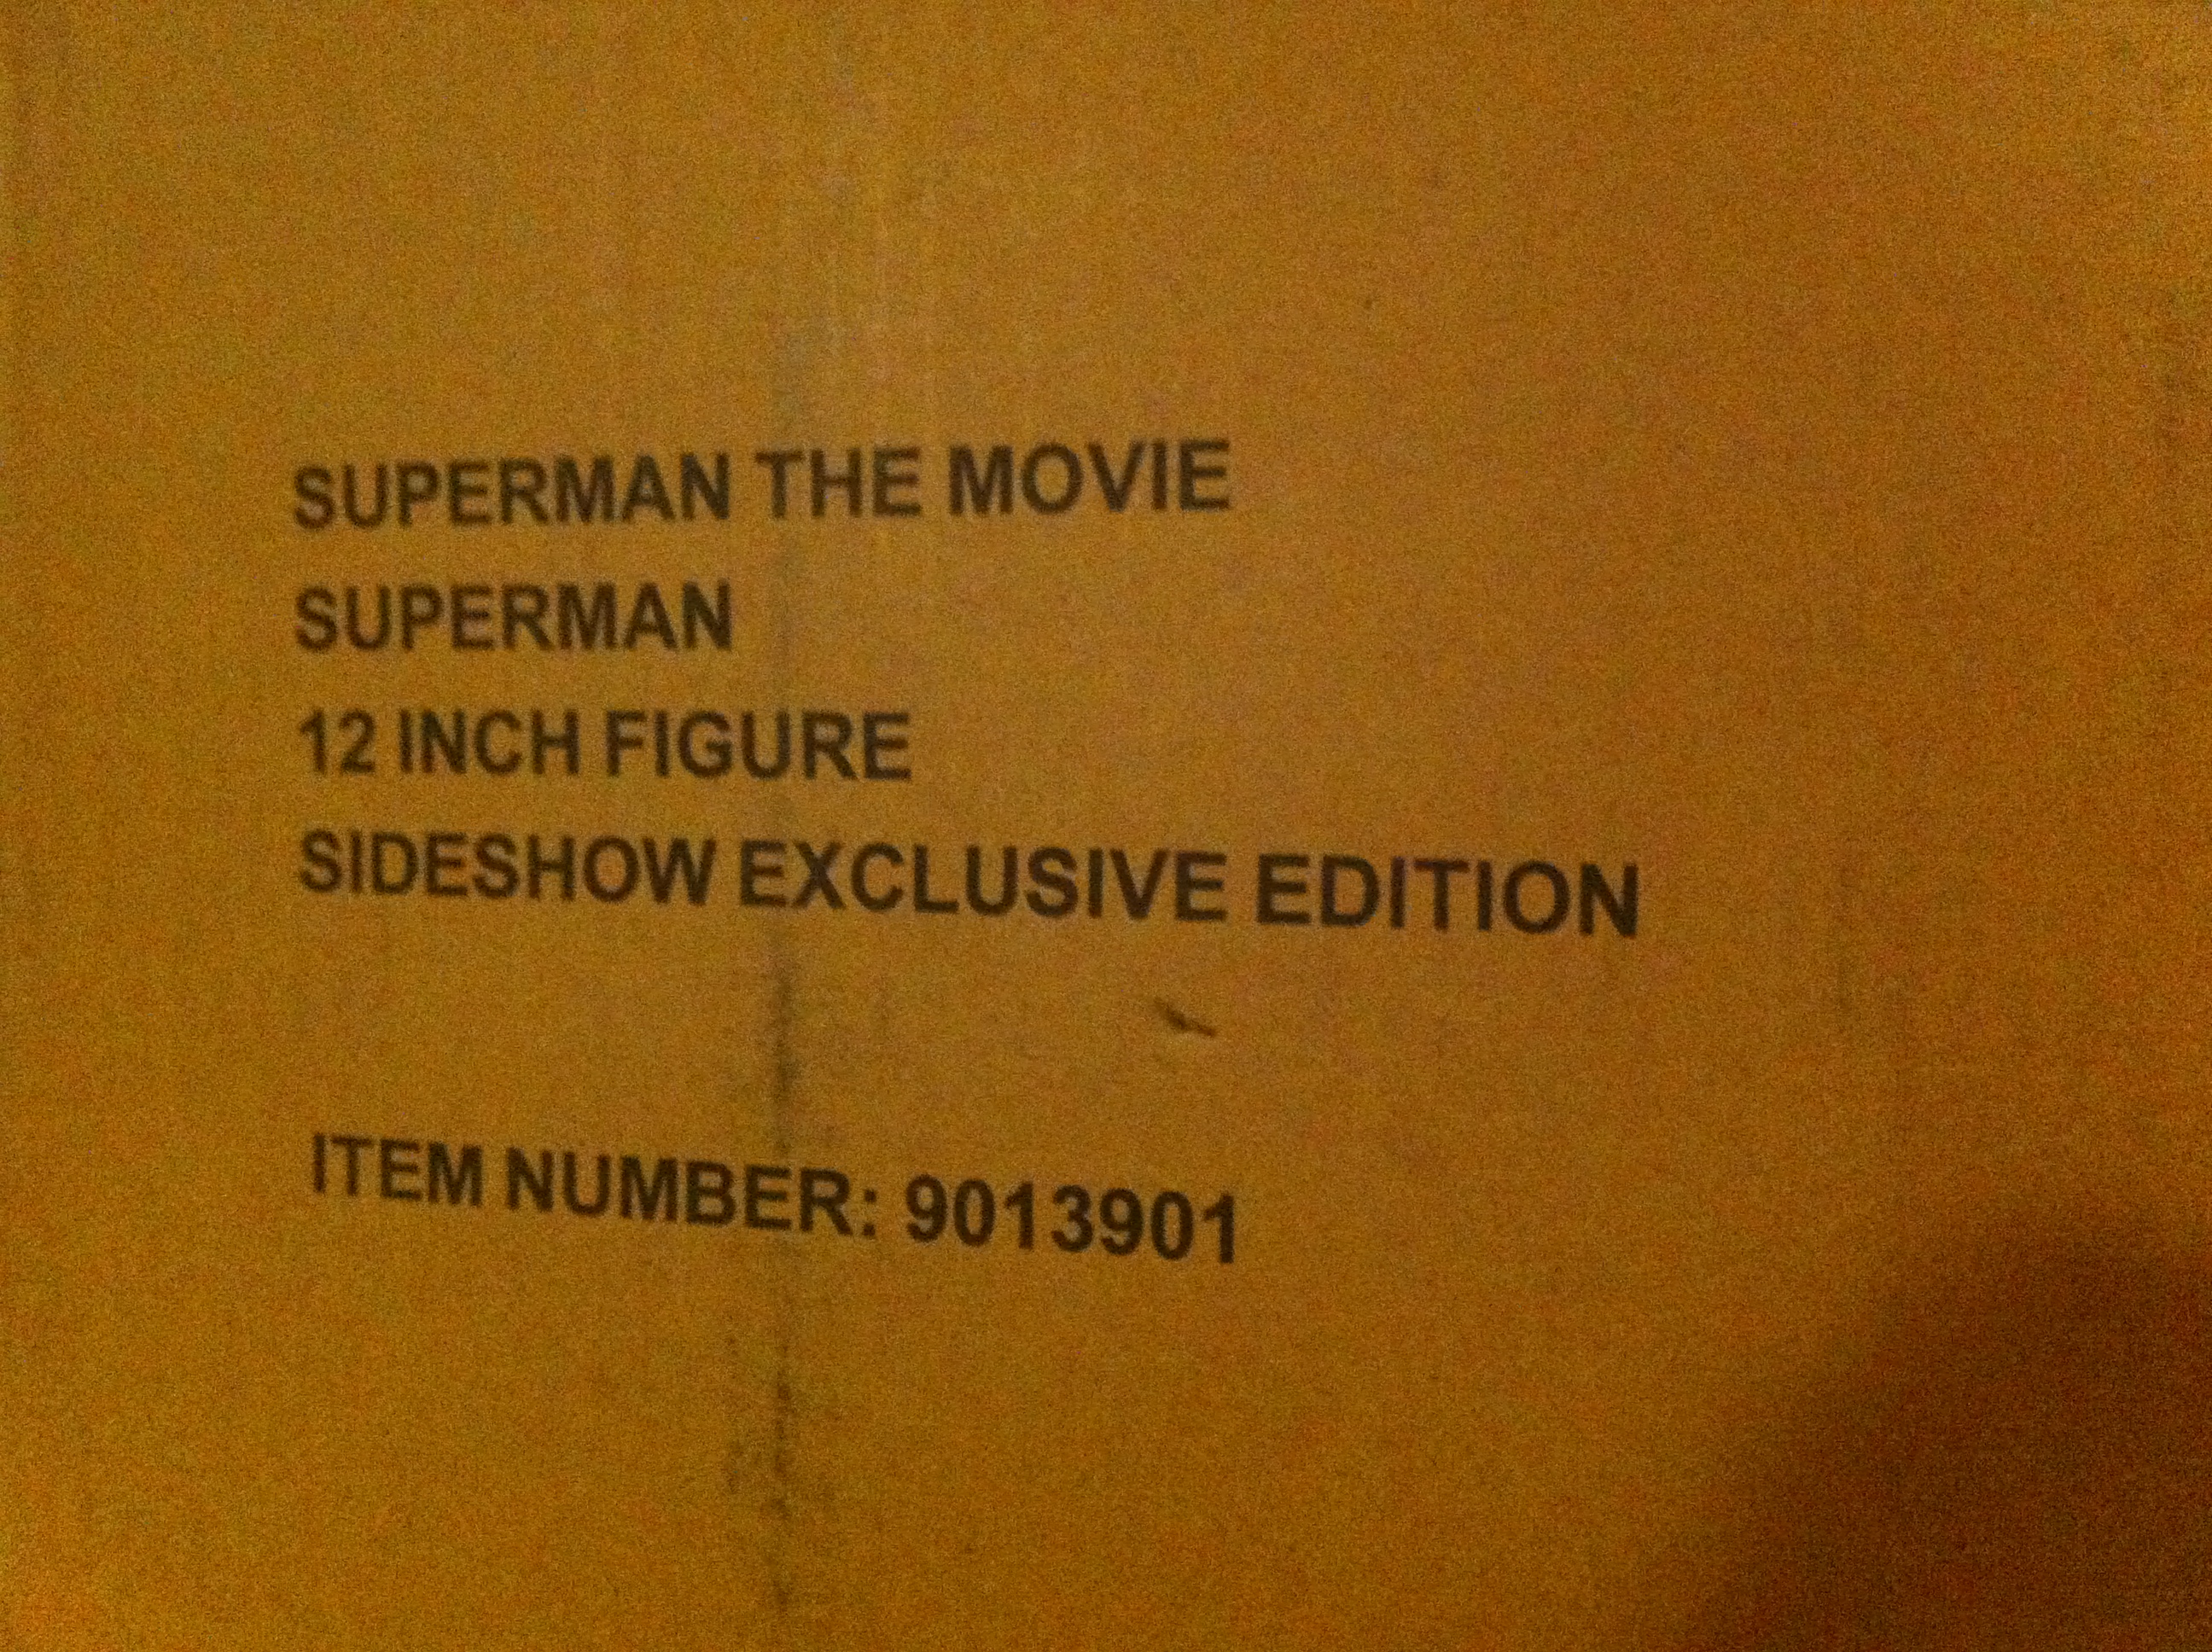 SUPERMAN THE MOVIE
SUPERMAN
12 INCH FIGURE
SIDESHOW EXCLUSIVE EDITION
ITEM NUMBER: 9013901